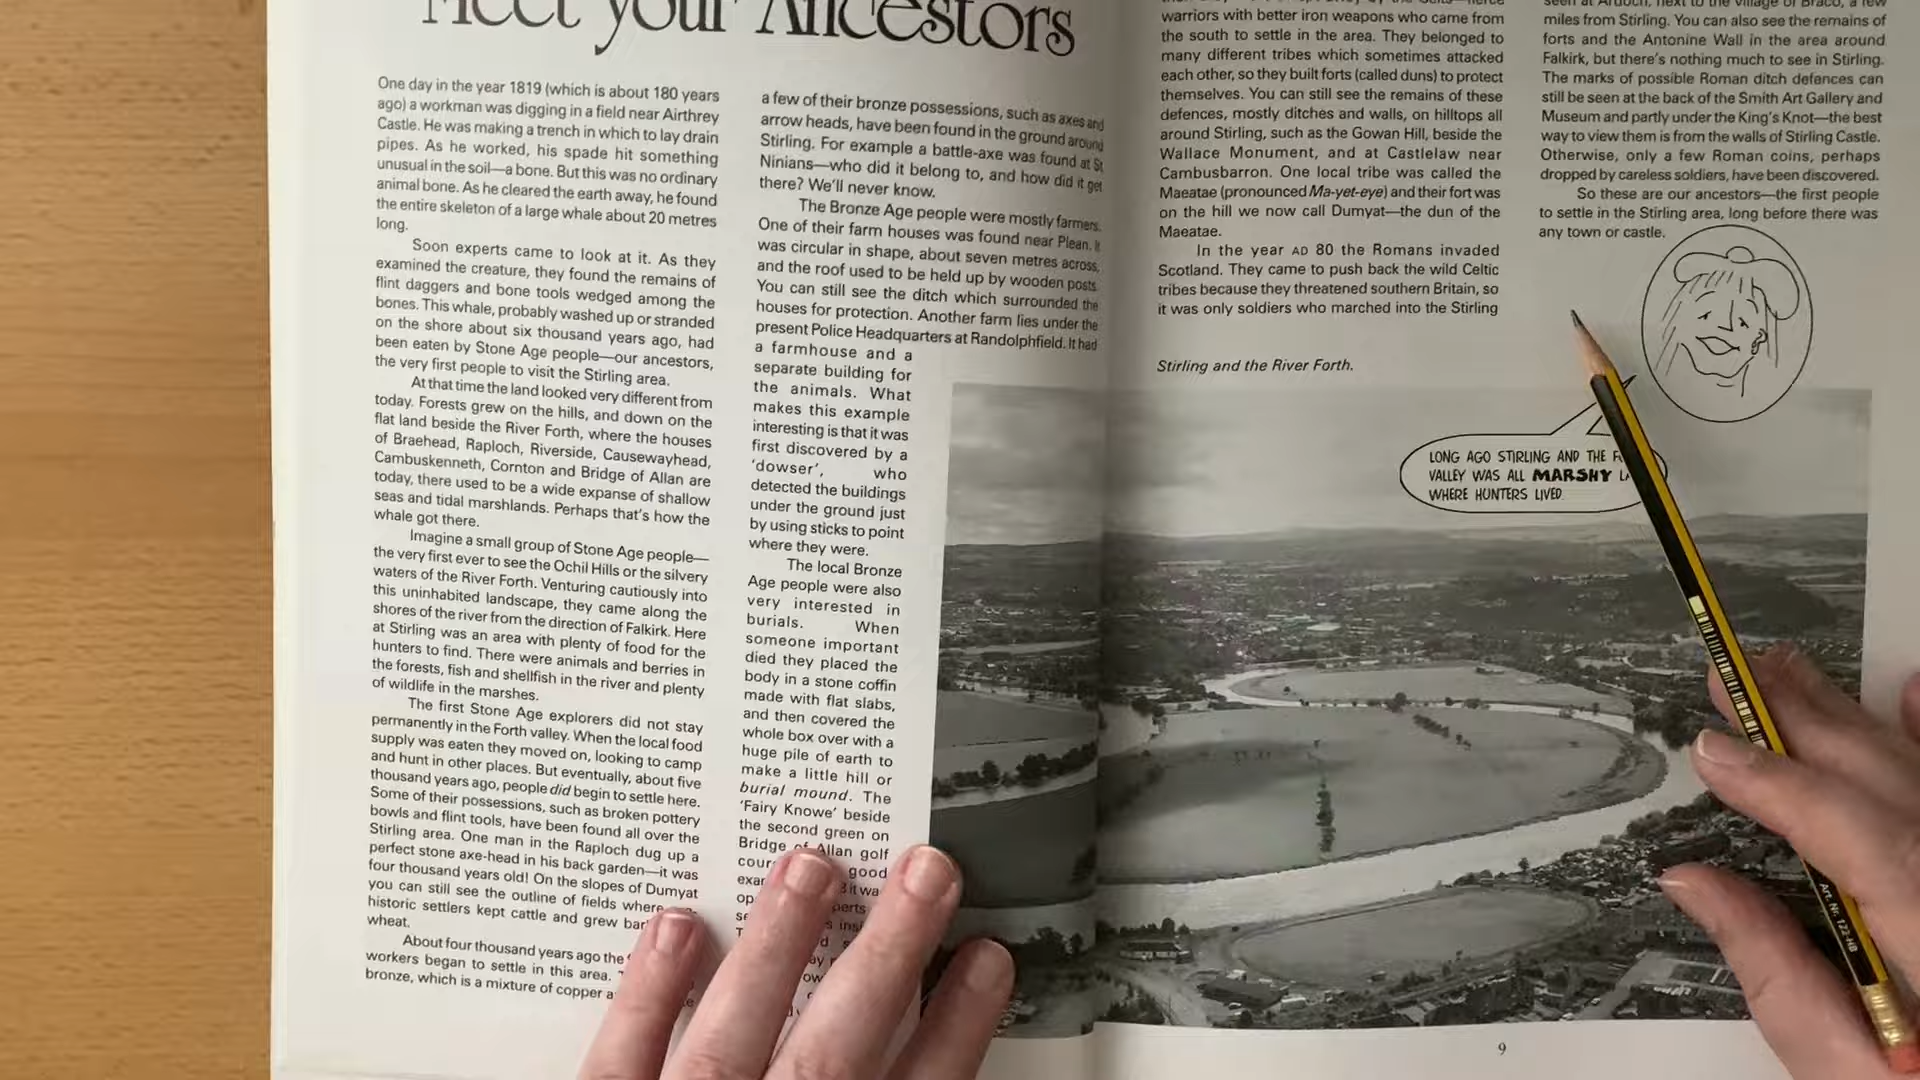 Meet your Ancestors
One day in the year 1819 (which is about 180 years
ago) a workman was digging in a field near Airthrey
Castle. He was making a trench in which to lay drain
pipes. As he worked, his spade hit something
unusual in the soil—a bone. But this was no ordinary
animal bone. As he cleared the earth away, he found
the entire skeleton of a large whale about 20 metres
long.
Soon experts came to look at it. As they
examined the creature, they found the remains of
flint daggers and bone tools wedged among the
bones. This whale, probably washed up or stranded
on the shore about six thousand years ago, had
been eaten by Stone Age people—our ancestors,
the very first people to visit the Stirling area.
At that time the land looked very different from
today. Forests grew on the hills, and down on the
flat land beside the River Forth, where the houses
of Braehead, Raploch, Riverside, Causewayhead,
Cambuskenneth, Cornton and Bridge of Allan are
today, there used to be a wide expanse of shallow
seas and tidal marshlands. Perhaps that's how the
whale got there.
Imagine a small group of Stone Age people—
the very first ever to see the Ochil Hills or the silvery
waters of the River Forth. Venturing cautiously into
this uninhabited landscape, they came along the
shores of the river from the direction of Falkirk. Here
at Stirling was an area with plenty of food for the
hunters to find. There were animals and berries in
the forests, fish and shellfish in the river and plenty
of wildlife in the marshes.
The first Stone Age explorers did not stay
permanently in the Forth valley. When the local food
supply was eaten they moved on, looking to camp
and hunt in other places. But eventually, about five
thousand years ago, people did begin to settle here.
Some of their possessions, such as broken pottery
bowls and flint tools, have been found all over the
Stirling area. One man in the Raploch dug up a
perfect stone axe-head in his back garden—it was
four thousand years old! On the slopes of Dumyat
you can still see the outline of fields where
historic settlers kept cattle and grew
wheat.
About four thousand years ago the
workers began to settle in this area.
bronze, which is a mixture of copper
a few of their bronze possessions, such as axes and
arrow heads, have been found in the ground around
Stirling. For example a battle-axe was found at St
Ninians—who did it belong to, and how did it get
there? We'll never know.
The Bronze Age people were mostly farmers.
One of their farm houses was found near Plean. It
was circular in shape, about seven metres across,
and the roof used to be held up by wooden posts.
You can still see the ditch which surrounded the
houses for protection. Another farm lies under the
present Police Headquarters at Randolphfield. It had
a farmhouse and a
separate building for
the animals. What
makes this example
interesting is that it was
first discovered by a
'dowser', who
detected the buildings
under the ground just
by using sticks to point
where they were.
The local Bronze
Age people were also
very interested in
burials. When
someone important
died they placed the
body in a stone coffin
made with flat slabs,
and then covered the
whole box over with a
huge pile of earth to
make a little hill or
burial mound. The
'Fairy Knowe' beside
the second green on
Bridge of Allan golf
good
it
warriors with better iron weapons who came from
the south to settle in the area. They belonged to
many different tribes which sometimes attacked
each other, so they built forts (called duns) to protect
themselves. You can still see the remains of these
defences, mostly ditches and walls, on hilltops all
around Stirling, such as the Gowan Hill, beside the
Wallace Monument, and at Castlelaw near
Cambusbarron. One local tribe was called the
Maeatae (pronounced Ma-yet-eye) and their fort was
on the hill we now call Dumyat—the dun of the
Maeatae.
In the year AD 80 the Romans invaded
Scotland. They came to push back the wild Celtic
tribes because they threatened southern Britain, so
it was only soldiers who marched into the Stirling
seen at Ardoch, next to the village of Braco, a few
miles from Stirling. You can also see the remains of
forts and the Antonine Wall in the area around
Falkirk, but there's nothing much to see in Stirling.
The marks of possible Roman ditch defences can
still be seen at the back of the Smith Art Gallery and
Museum and partly under the King's Knot—the best
way to view them is from the walls of Stirling Castle.
Otherwise, only a few Roman coins, perhaps
dropped by careless soldiers, have been discovered.
So these are our ancestors—the first people
to settle in the Stirling area, long before there was
any town or castle.
Stirling and the River Forth.
LONG AGO STIRLING AND THE
VALLEY WAS ALL MARSHY
WHERE HUNTERS LIVED.
Art. Nr. 122-HB
9